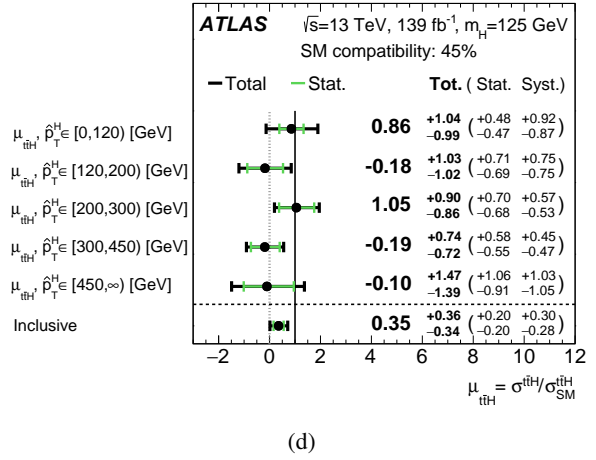 ATLAS √s=13 TeV, 139 fb⁻¹, m_H=125 GeV
SM compatibility: 45%
Total Stat. Tot. ( Stat. Syst.)
μ_tt̄H, p̂_T^H∈ [0,120) [GeV] 0.86 +1.04 −0.99 ( +0.48 −0.47 +0.92 −0.87 )
μ_tt̄H, p̂_T^H∈ [120,200) [GeV] -0.18 +1.03 −1.02 ( +0.71 −0.69 +0.75 −0.75 )
μ_tt̄H, p̂_T^H∈ [200,300) [GeV] 1.05 +0.90 −0.86 ( +0.70 −0.68 +0.57 −0.53 )
μ_tt̄H, p̂_T^H∈ [300,450) [GeV] -0.19 +0.74 −0.72 ( +0.58 −0.55 +0.45 −0.47 )
μ_tt̄H, p̂_T^H∈ [450,∞) [GeV] -0.10 +1.47 −1.39 ( +1.06 −0.91 +1.03 −1.05 )
Inclusive 0.35 +0.36 −0.34 ( +0.20 −0.20 +0.30 −0.28 )
−2 0 2 4 6 8 10 12
μ_tt̄H = σ^tt̄H/σ_SM^tt̄H
(d)